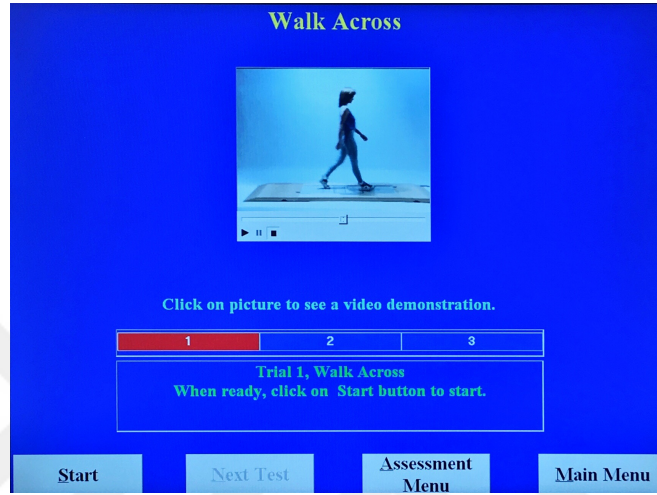 Walk Across
Click on picture to see a video demonstration.
1 2 3
Trial 1, Walk Across
When ready, click on Start button to start.
Start
Next Test
Assessment
Menu
Main Menu